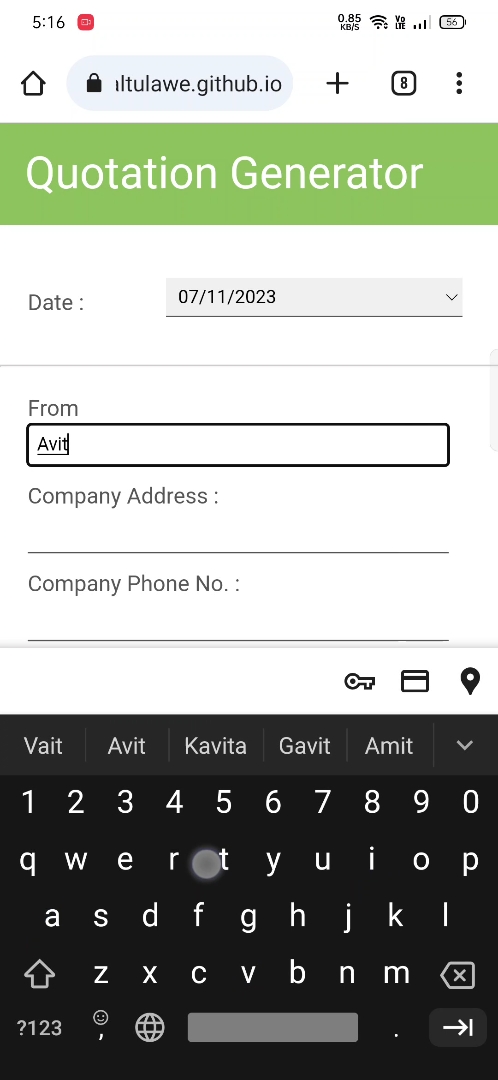 5:16 0.85 KB/S Vo LTE 56
ltulawe.github.io 8
Quotation Generator
Date : 07/11/2023
From
Avit
Company Address :
Company Phone No. :
Vait Avit Kavita Gavit Amit
1 2 3 4 5 6 7 8 9 0
q w e r t y u i o p
a s d f g h j k l
z x c v b n m
?123 , .